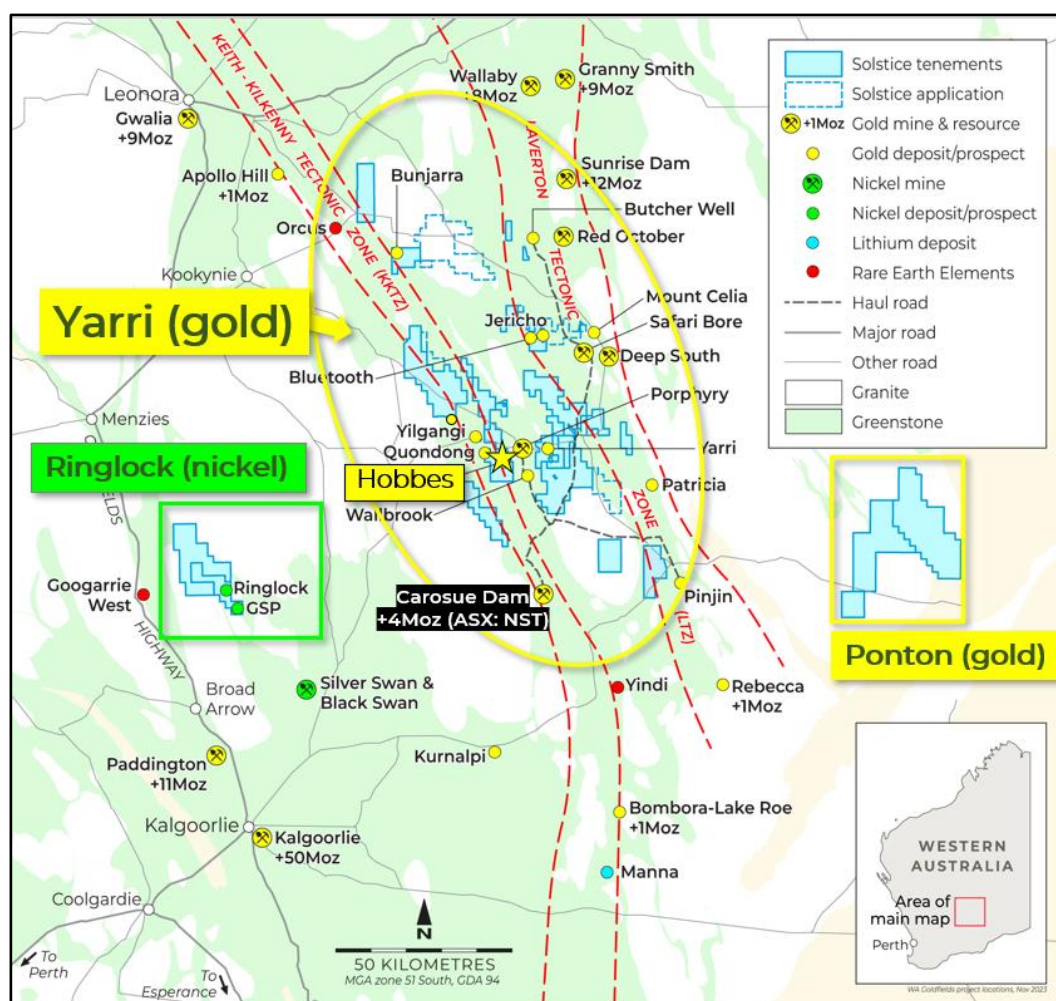 KEITH - KILKENNY TECTONIC ZONE (KKTZ)
LAVERTON
TECTONIC
ZONE
(LTZ)
Leonora
Gwalia
+9Moz
Wallaby
+8Moz
Granny Smith
+9Moz
Apollo Hill
+1Moz
Bunjarra
Sunrise Dam
+12Moz
Butcher Well
Orcus
Red October
Kookynie
Yarri (gold)
Mount Celia
Jericho
Safari Bore
Deep South
Bluetooth
Porphyry
Menzies
Yilgangi
Quondong
Yarri
Ringlock (nickel)
Hobbes
Patricia
Wallbrook
Googarrie
West
Ringlock
GSP
Carosue Dam
+4Moz (ASX: NST)
Pinjin
Ponton (gold)
HIGHWAY
Silver Swan &
Black Swan
Yindi
Rebecca
+1Moz
Broad
Arrow
Paddington
+11Moz
Kurnalpi
Kalgoorlie
Kalgoorlie
+50Moz
Bombora-Lake Roe
+1Moz
Manna
Coolgardie
To
Perth
To
Esperance
N
50 KILOMETRES
MGA zone 51 South, GDA 94
Solstice tenements
Solstice application
+1Moz Gold mine & resource
Gold deposit/prospect
Nickel mine
Nickel deposit/prospect
Lithium deposit
Rare Earth Elements
Haul road
Major road
Other road
Granite
Greenstone
WESTERN
AUSTRALIA
Area of
main map
Perth
WA Goldfields project locations, Nov 2023